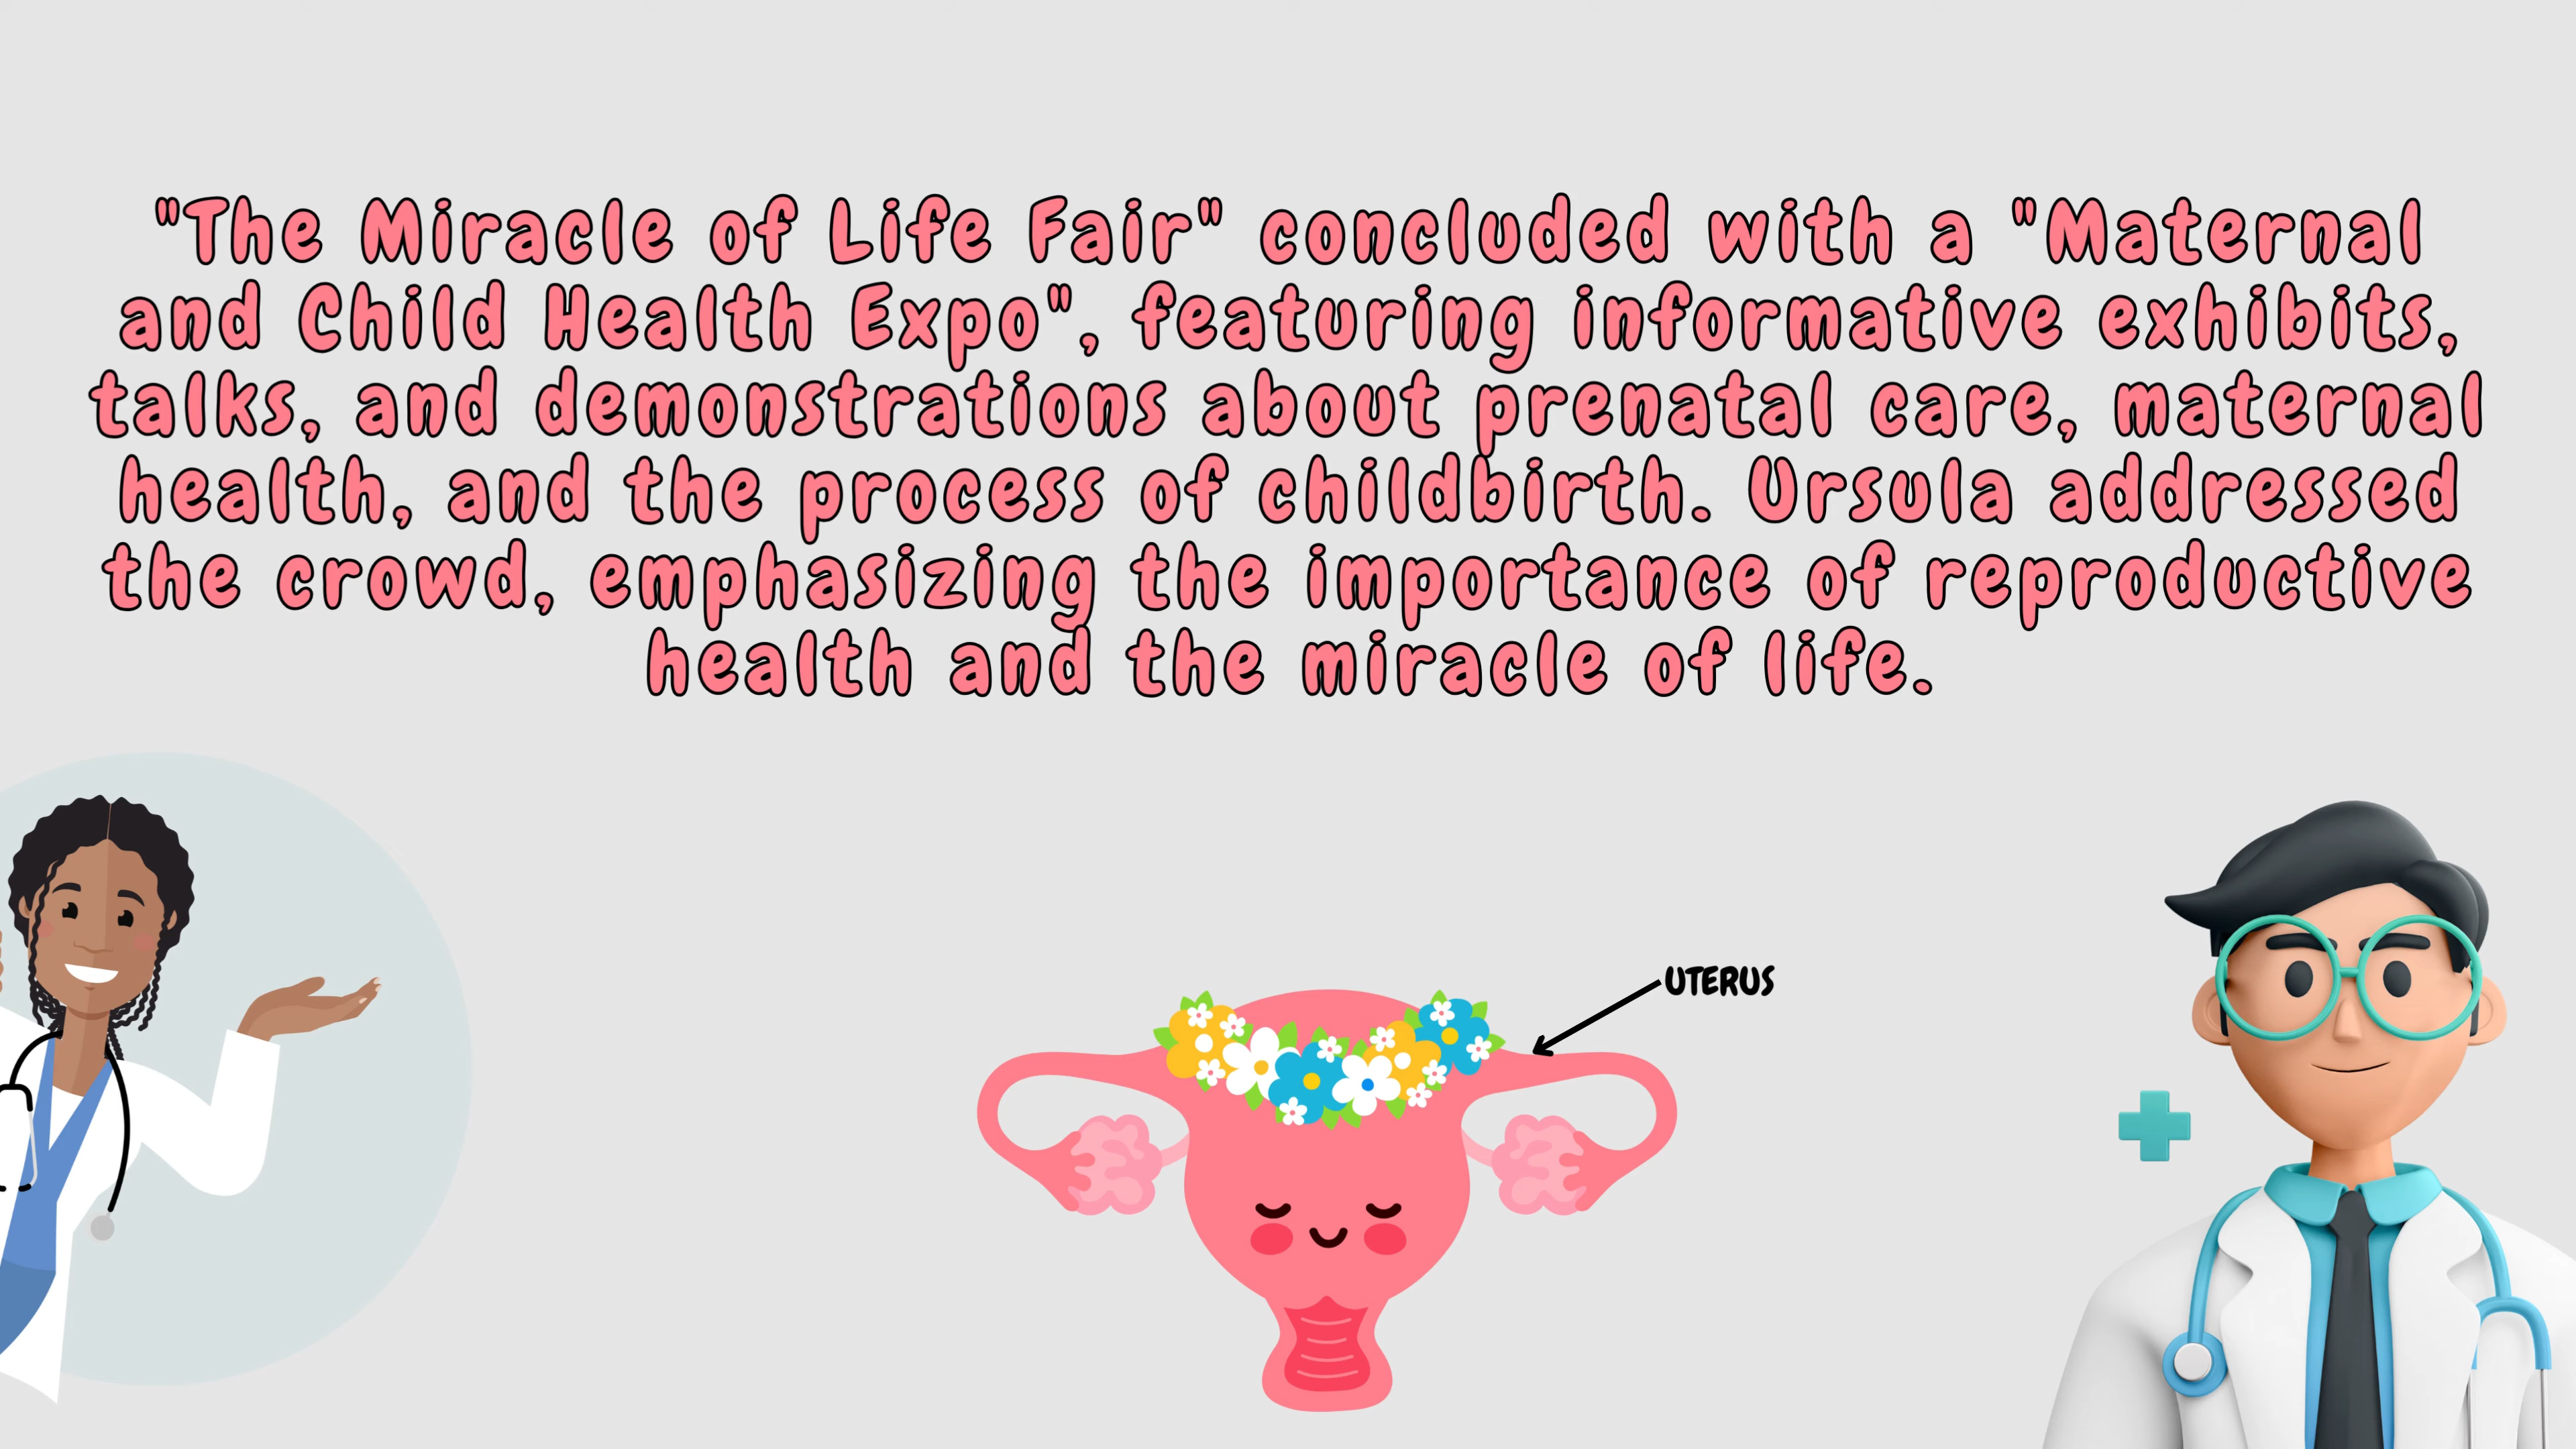 "The Miracle of Life Fair" concluded with a "Maternal
and Child Health Expo", featuring informative exhibits,
talks, and demonstrations about prenatal care, maternal
health, and the process of childbirth. Ursula addressed
the crowd, emphasizing the importance of reproductive
health and the miracle of life.
UTERUS